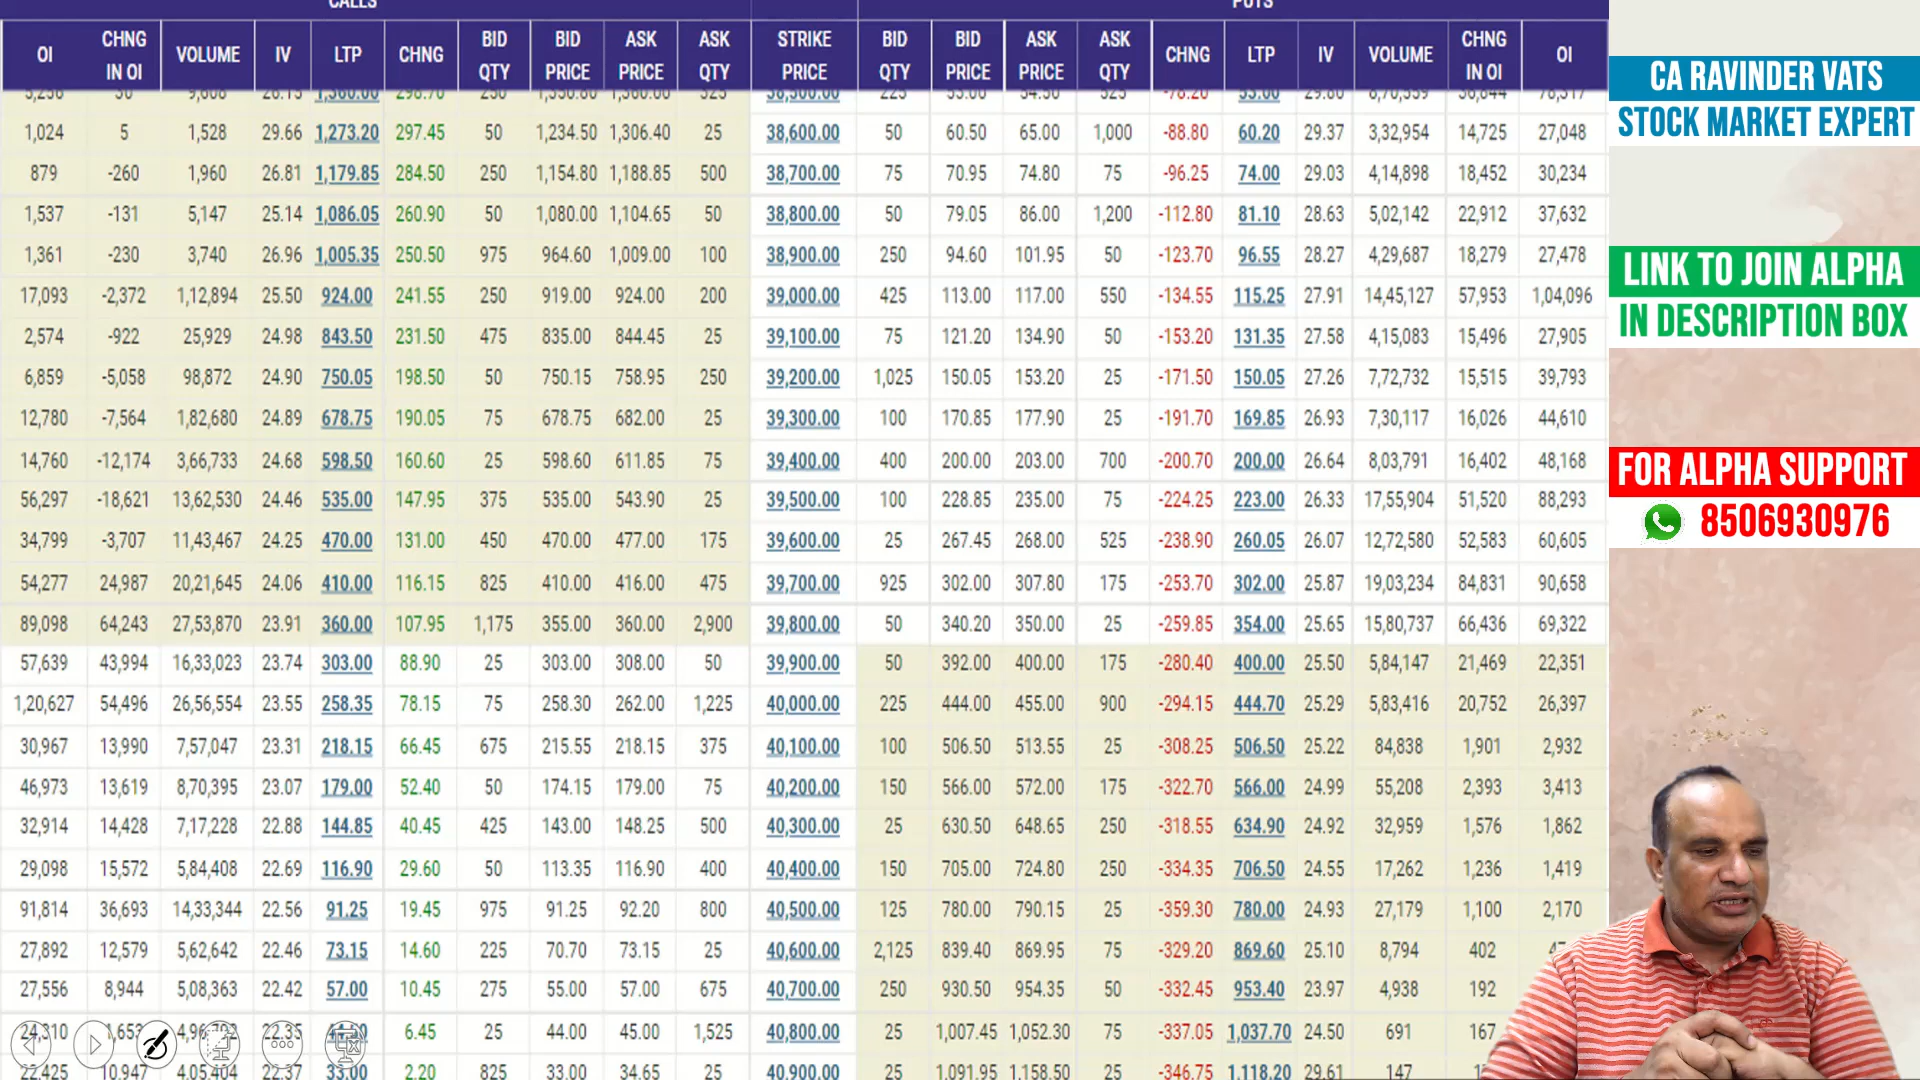 CALLS PUTS
OI CHNG IN OI VOLUME IV LTP CHNG BID QTY BID PRICE ASK PRICE ASK QTY STRIKE PRICE BID QTY BID PRICE ASK PRICE ASK QTY CHNG LTP IV VOLUME CHNG IN OI OI
1,024 5 1,528 29.66 1,273.20 297.45 50 1,234.50 1,306.40 25 38,600.00 50 60.50 65.00 1,000 -88.80 60.20 29.37 3,32,954 14,725 27,048
879 -260 1,960 26.81 1,179.85 284.50 250 1,154.80 1,188.85 500 38,700.00 75 70.95 74.80 75 -96.25 74.00 29.03 4,14,898 18,452 30,234
1,537 -131 5,147 25.14 1,086.05 260.90 50 1,080.00 1,104.65 50 38,800.00 50 79.05 86.00 1,200 -112.80 81.10 28.63 5,02,142 22,912 37,632
1,361 -230 3,740 26.96 1,005.35 250.50 975 964.60 1,009.00 100 38,900.00 250 94.60 101.95 50 -123.70 96.55 28.27 4,29,687 18,279 27,478
17,093 -2,372 1,12,894 25.50 924.00 241.55 250 919.00 924.00 200 39,000.00 425 113.00 117.00 550 -134.55 115.25 27.91 14,45,127 57,953 1,04,096
2,574 -922 25,929 24.98 843.50 231.50 475 835.00 844.45 25 39,100.00 75 121.20 134.90 50 -153.20 131.35 27.58 4,15,083 15,496 27,905
6,859 -5,058 98,872 24.90 750.05 198.50 50 750.15 758.95 250 39,200.00 1,025 150.05 153.20 25 -171.50 150.05 27.26 7,72,732 15,515 39,793
12,780 -7,564 1,82,680 24.89 678.75 190.05 75 678.75 682.00 25 39,300.00 100 170.85 177.90 25 -191.70 169.85 26.93 7,30,117 16,026 44,610
14,760 -12,174 3,66,733 24.68 598.50 160.60 25 598.60 611.85 75 39,400.00 400 200.00 203.00 700 -200.70 200.00 26.64 8,03,791 16,402 48,168
56,297 -18,621 13,62,530 24.46 535.00 147.95 375 535.00 543.90 25 39,500.00 100 228.85 235.00 75 -224.25 223.00 26.33 17,55,904 51,520 88,293
34,799 -3,707 11,43,467 24.25 470.00 131.00 450 470.00 477.00 175 39,600.00 25 267.45 268.00 525 -238.90 260.05 26.07 12,72,580 52,583 60,605
54,277 24,987 20,21,645 24.06 410.00 116.15 825 410.00 416.00 475 39,700.00 925 302.00 307.80 175 -253.70 302.00 25.87 19,03,234 84,831 90,658
89,098 64,243 27,53,870 23.91 360.00 107.95 1,175 355.00 360.00 2,900 39,800.00 50 340.20 350.00 25 -259.85 354.00 25.65 15,80,737 66,436 69,322
57,639 43,994 16,33,023 23.74 303.00 88.90 25 303.00 308.00 50 39,900.00 50 392.00 400.00 175 -280.40 400.00 25.50 5,84,147 21,469 22,351
1,20,627 54,496 26,56,554 23.55 258.35 78.15 75 258.30 262.00 1,225 40,000.00 225 444.00 455.00 900 -294.15 444.70 25.29 5,83,416 20,752 26,397
30,967 13,990 7,57,047 23.31 218.15 66.45 675 215.55 218.15 375 40,100.00 100 506.50 513.55 25 -308.25 506.50 25.22 84,838 1,901 2,932
46,973 13,619 8,70,395 23.07 179.00 52.40 50 174.15 179.00 75 40,200.00 150 566.00 572.00 175 -322.70 566.00 24.99 55,208 2,393 3,413
32,914 14,428 7,17,228 22.88 144.85 40.45 425 143.00 148.25 500 40,300.00 25 630.50 648.65 250 -318.55 634.90 24.92 32,959 1,576 1,862
29,098 15,572 5,84,408 22.69 116.90 29.60 50 113.35 116.90 400 40,400.00 150 705.00 724.80 250 -334.35 706.50 24.55 17,262 1,236 1,419
91,814 36,693 14,33,344 22.56 91.25 19.45 975 91.25 92.20 800 40,500.00 125 780.00 790.15 25 -359.30 780.00 24.93 27,179 1,100 2,170
27,892 12,579 5,62,642 22.46 73.15 14.60 225 70.70 73.15 25 40,600.00 2,125 839.40 869.95 75 -329.20 869.60 25.10 8,794 402
27,556 8,944 5,08,363 22.42 57.00 10.45 275 55.00 57.00 675 40,700.00 250 930.50 954.35 50 -332.45 953.40 23.97 4,938 192
6.45 25 44.00 45.00 1,525 40,800.00 25 1,007.45 1,052.30 75 -337.05 1,037.70 24.50 691 167
22,425 10,947 4,05,404 22.37 33.00 2.20 825 33.00 34.65 25 40,900.00 25 1,091.95 1,158.50 25 -346.75 1,118.20 29.61 147
CA RAVINDER VATS
STOCK MARKET EXPERT
LINK TO JOIN ALPHA
IN DESCRIPTION BOX
FOR ALPHA SUPPORT
8506930976